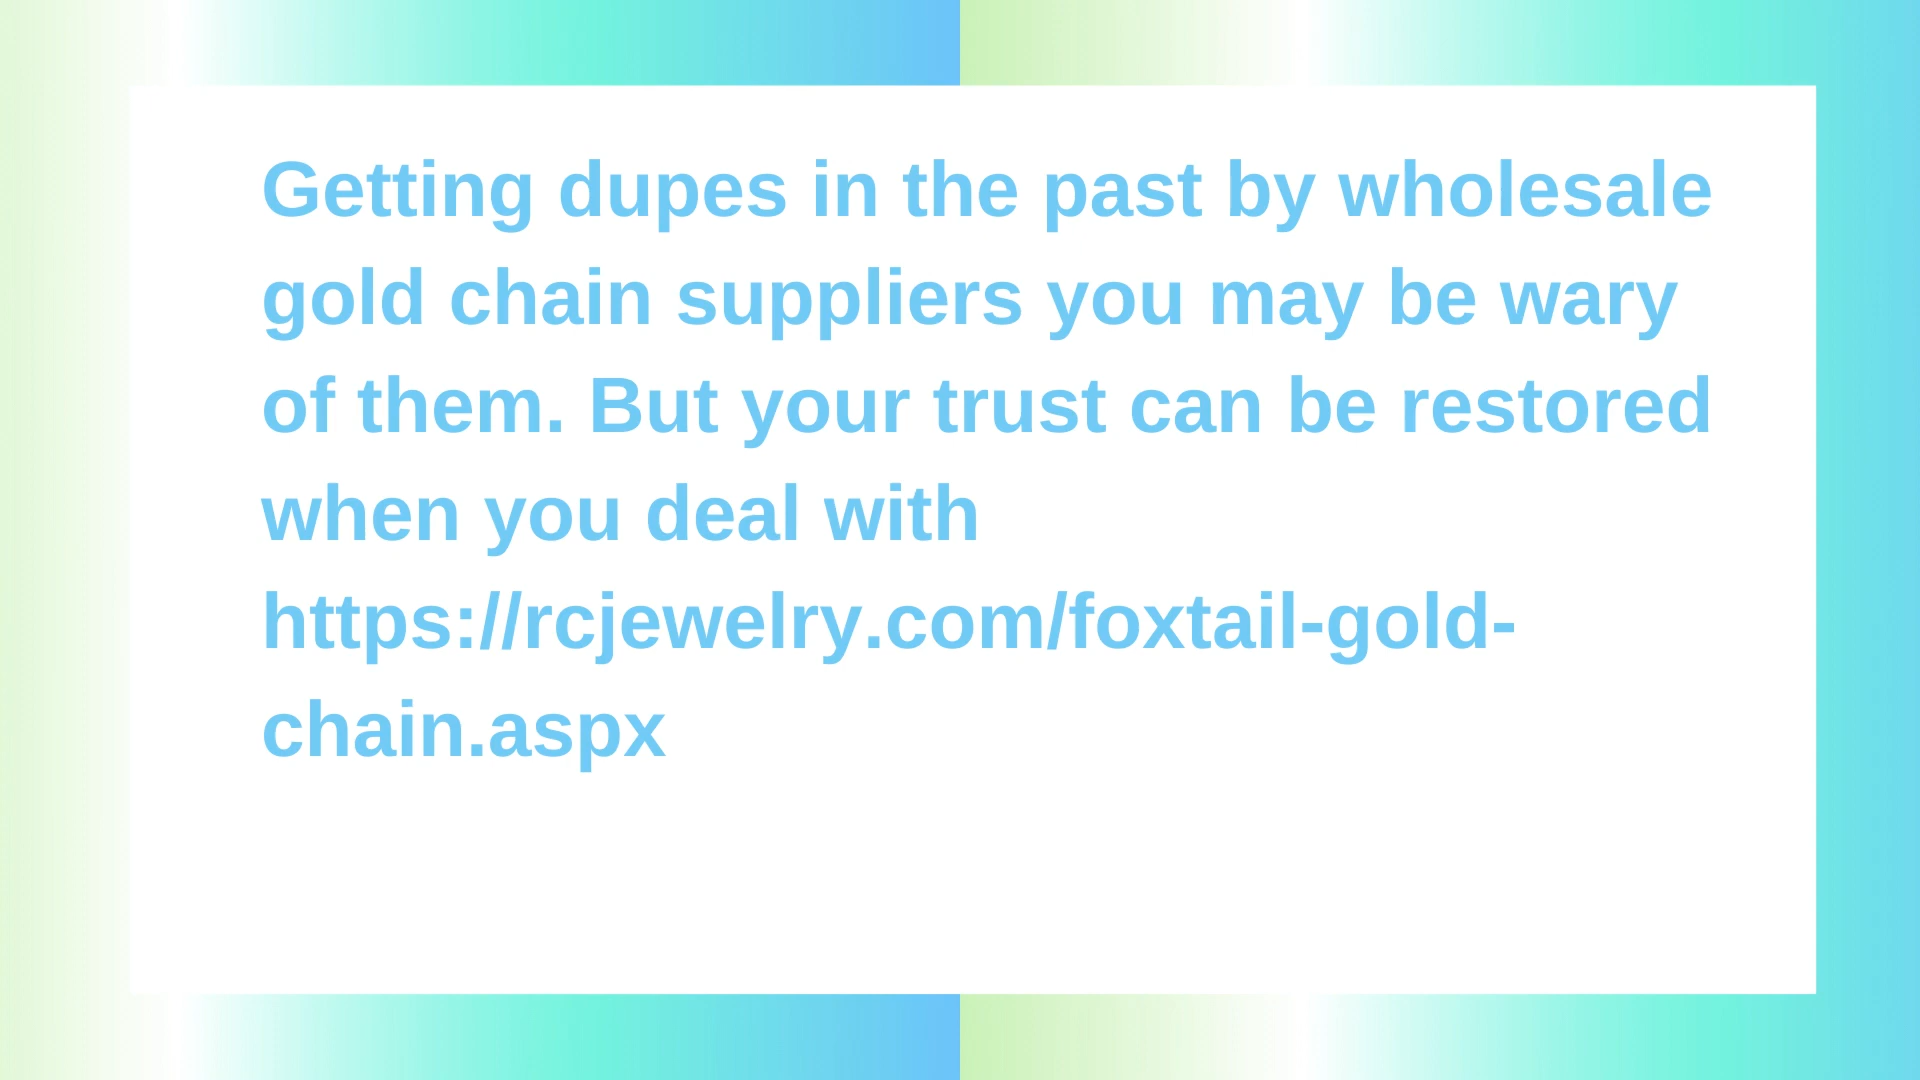 Getting dupes in the past by wholesale
gold chain suppliers you may be wary
of them. But your trust can be restored
when you deal with
https://rcjewelry.com/foxtail-gold-
chain.aspx